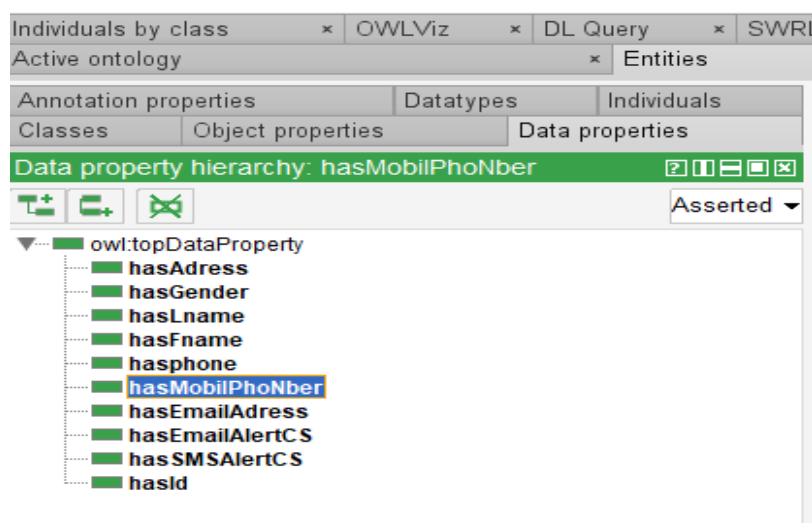 Individuals by class × OWLViz × DL Query × SWRL
Active ontology × Entities
Annotation properties Datatypes Individuals
Classes Object properties Data properties
Data property hierarchy: hasMobilPhoNber
Asserted
owl:topDataProperty
hasAdress
hasGender
hasLname
hasFname
hasphone
hasMobilPhoNber
hasEmailAdress
hasEmailAlertCS
hasSMSAlertCS
hasId